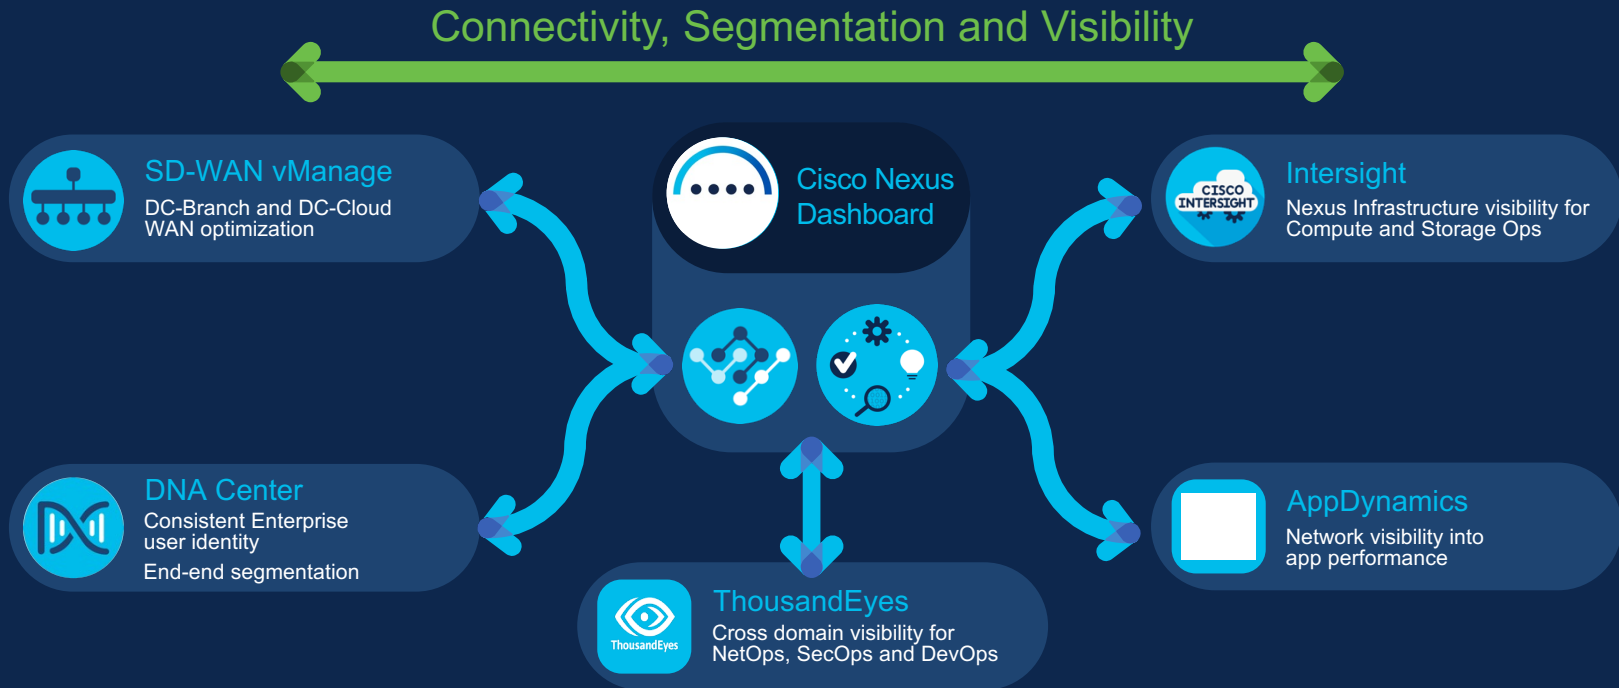 Connectivity, Segmentation and Visibility
SD-WAN vManage
DC-Branch and DC-Cloud
WAN optimization
Cisco Nexus
Dashboard
CISCO
INTERSIGHT
Intersight
Nexus Infrastructure visibility for
Compute and Storage Ops
DNA Center
Consistent Enterprise
user identity
End-end segmentation
AppDynamics
Network visibility into
app performance
ThousandEyes
ThousandEyes
Cross domain visibility for
NetOps, SecOps and DevOps